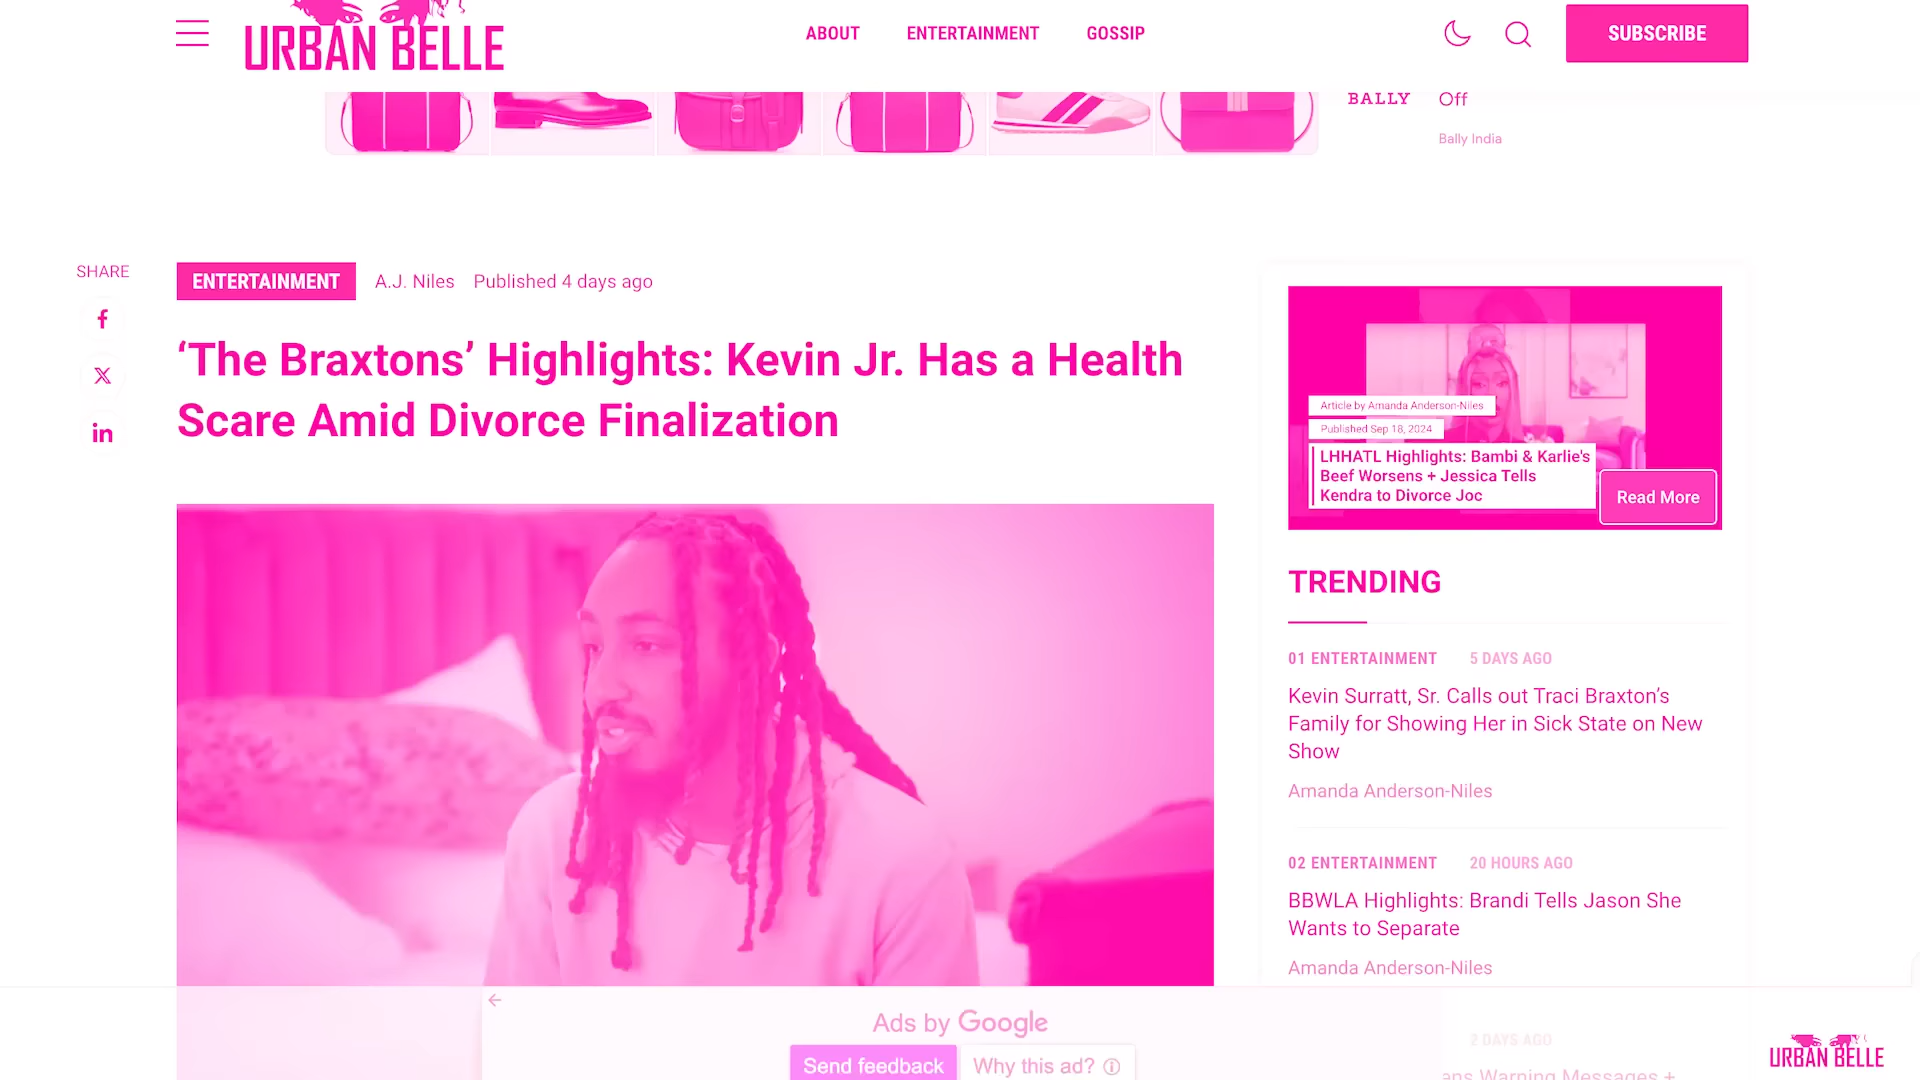 URBAN BELLE
ABOUT
ENTERTAINMENT
GOSSIP
SUBSCRIBE
BALLY
Off
Bally India
SHARE
ENTERTAINMENT
A.J. Niles
Published 4 days ago
‘The Braxtons’ Highlights: Kevin Jr. Has a Health
Scare Amid Divorce Finalization
Article by Amanda Anderson-Niles
Published Sep 18, 2024
LHHATL Highlights: Bambi & Karlie's
Beef Worsens + Jessica Tells
Kendra to Divorce Joc
Read More
TRENDING
01 ENTERTAINMENT
5 DAYS AGO
Kevin Surratt, Sr. Calls out Traci Braxton’s
Family for Showing Her in Sick State on New
Show
Amanda Anderson-Niles
02 ENTERTAINMENT
20 HOURS AGO
BBWLA Highlights: Brandi Tells Jason She
Wants to Separate
Amanda Anderson-Niles
2 DAYS AGO
Warning Messages +
Ads by Google
Send feedback
Why this ad?
URBAN BELLE